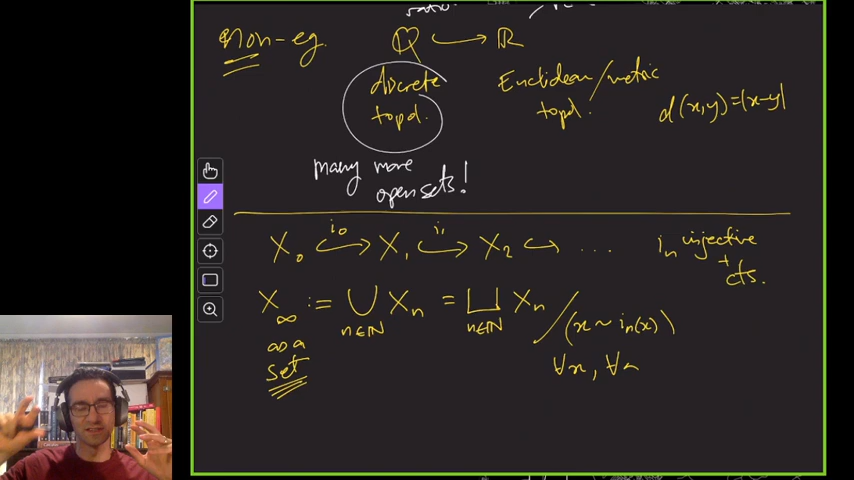 non-eg. ℚ ↪ ℝ
discrete topol. Euclidean/metric topol. d(x,y)=|x-y|
many more open sets!
X₀ ↪ X₁ ↪ X₂ ↪ ... iₙ injective + cts.
i₀ i₁
X∞ := ∪ Xₙ = ⊔ Xₙ / (x ~ iₙ(x))
n∈ℕ n∈ℕ
as a set
∀x, ∀